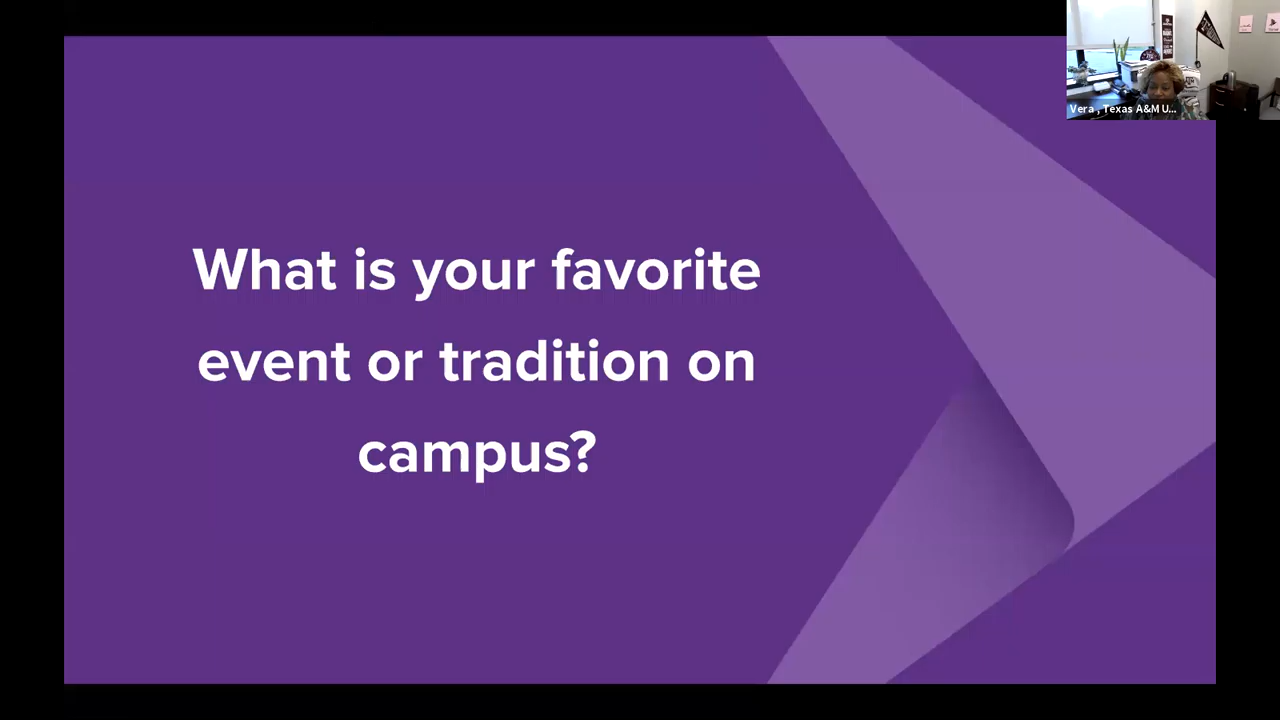 Vera , Texas A&M U...
What is your favorite
event or tradition on
campus?